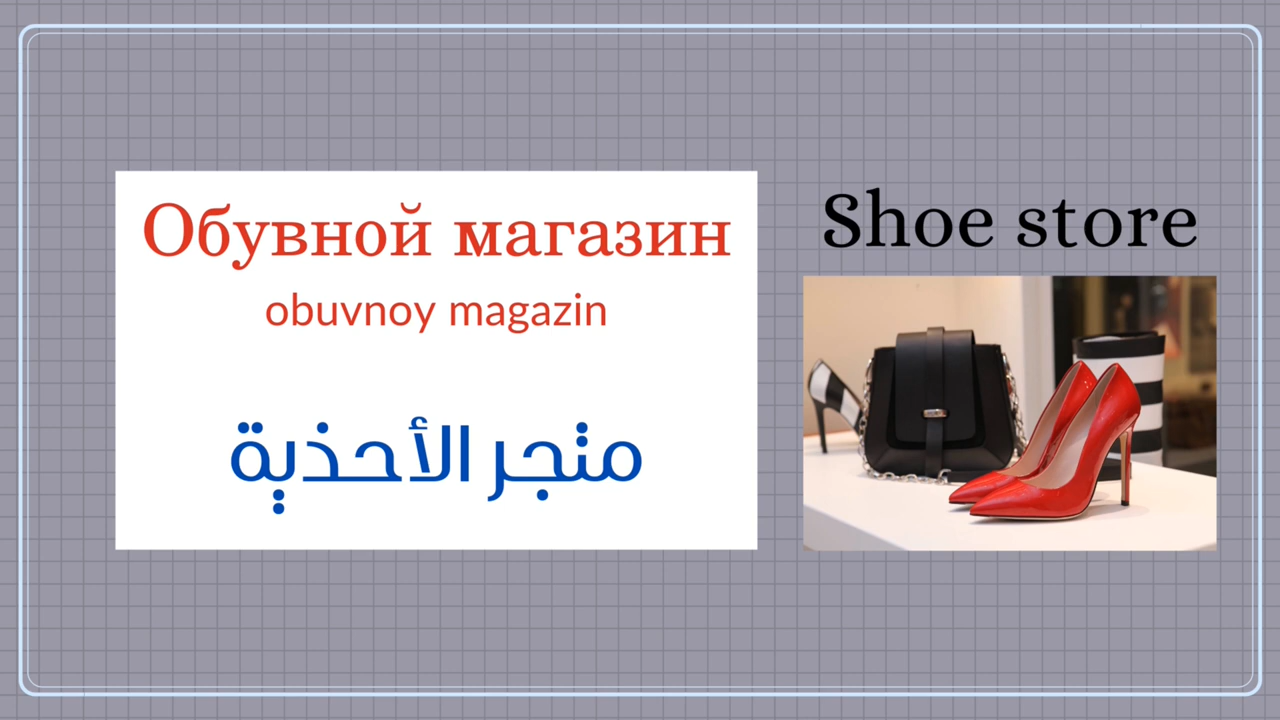 Обувной магазин
obuvnoy magazin
متجر الأحذية
Shoe store